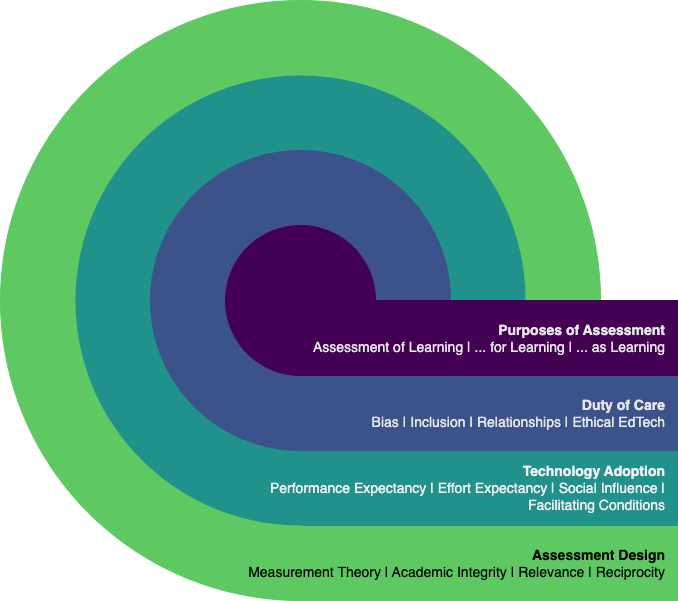 Purposes of Assessment
Assessment of Learning | ... for Learning | ... as Learning
Duty of Care
Bias | Inclusion | Relationships | Ethical EdTech
Technology Adoption
Performance Expectancy | Effort Expectancy | Social Influence |
Facilitating Conditions
Assessment Design
Measurement Theory | Academic Integrity | Relevance | Reciprocity